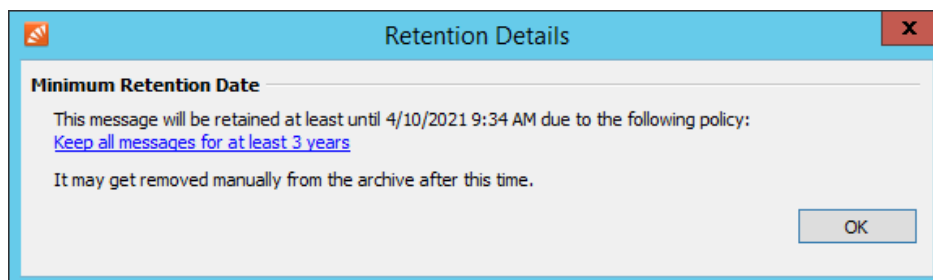 Retention Details
x
Minimum Retention Date
This message will be retained at least until 4/10/2021 9:34 AM due to the following policy:
Keep all messages for at least 3 years
It may get removed manually from the archive after this time.
OK